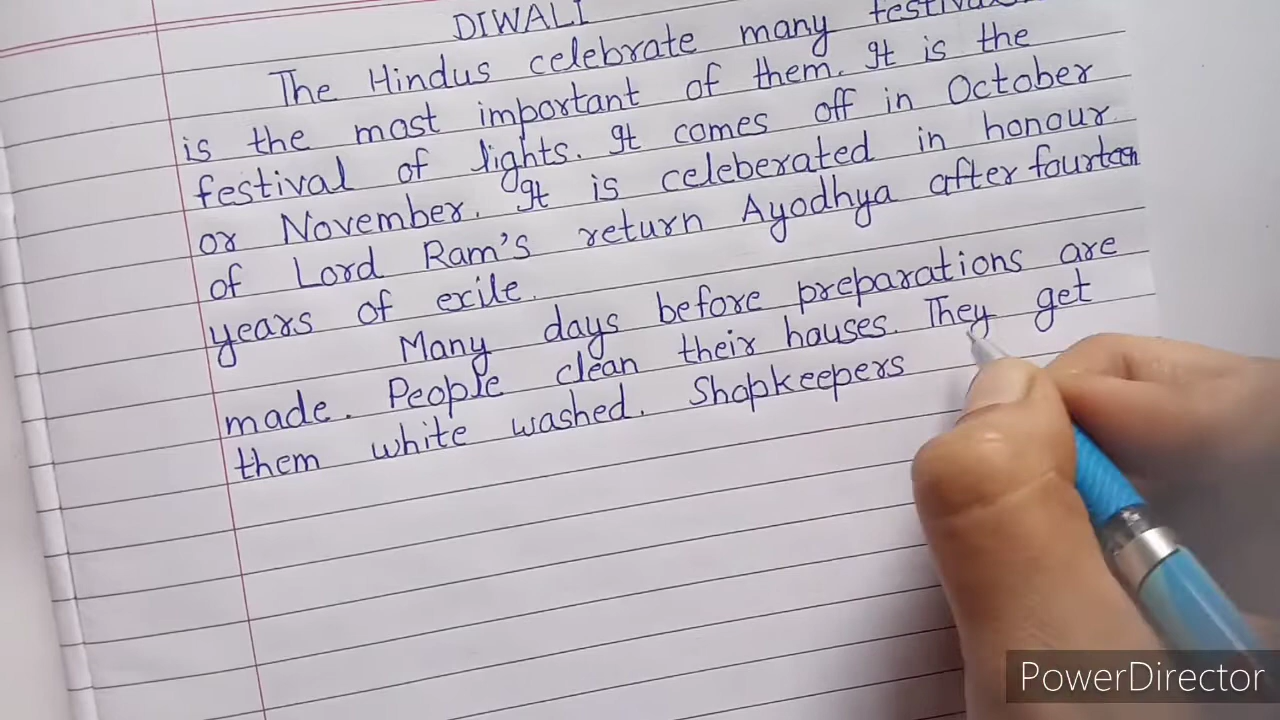 DIWALI
The Hindus celebrate many festivals
is the most important of them. It is the
festival of lights. It comes off in October
or November. It is celeberated in honour
of Lord Ram's return Ayodhya after fourteen
years of exile.
Many days before preparations are
made. People clean their houses. They get
them white washed. Shopkeepers
PowerDirector